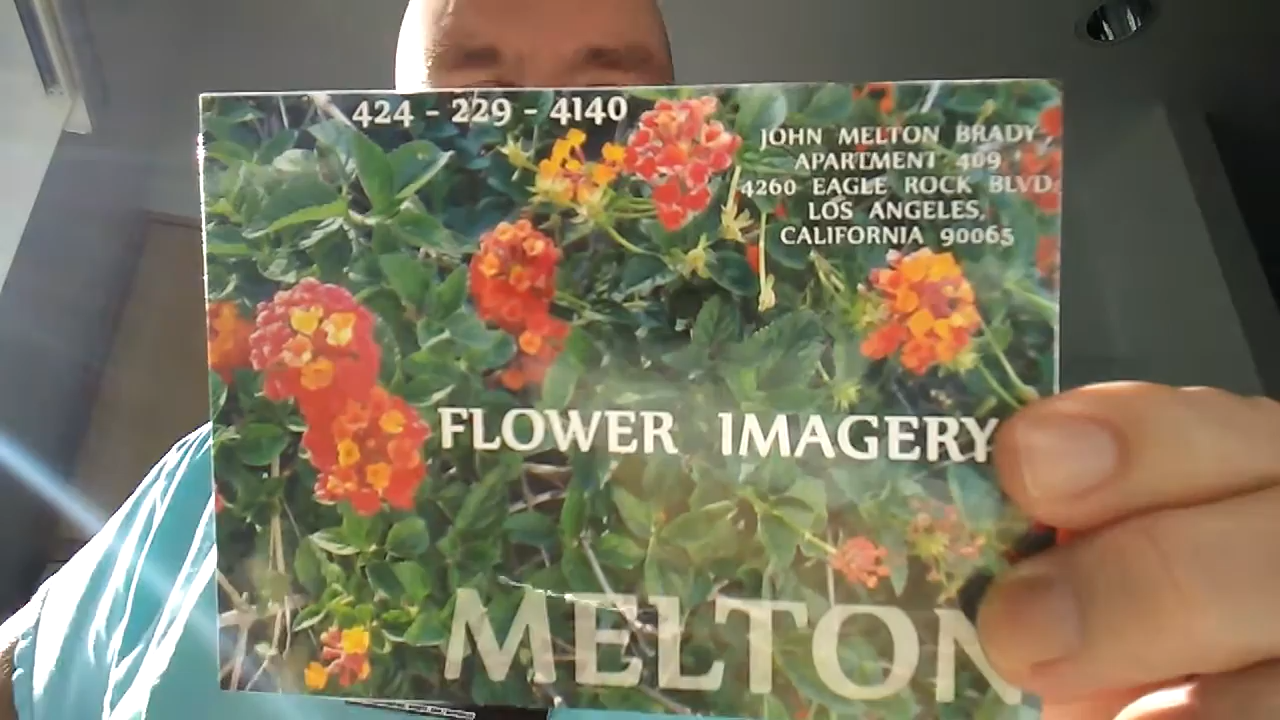 424 - 229 - 4140
JOHN MELTON BRADY
APARTMENT 409
4260 EAGLE ROCK BLVD
LOS ANGELES,
CALIFORNIA 90065
FLOWER IMAGERY
MELTON